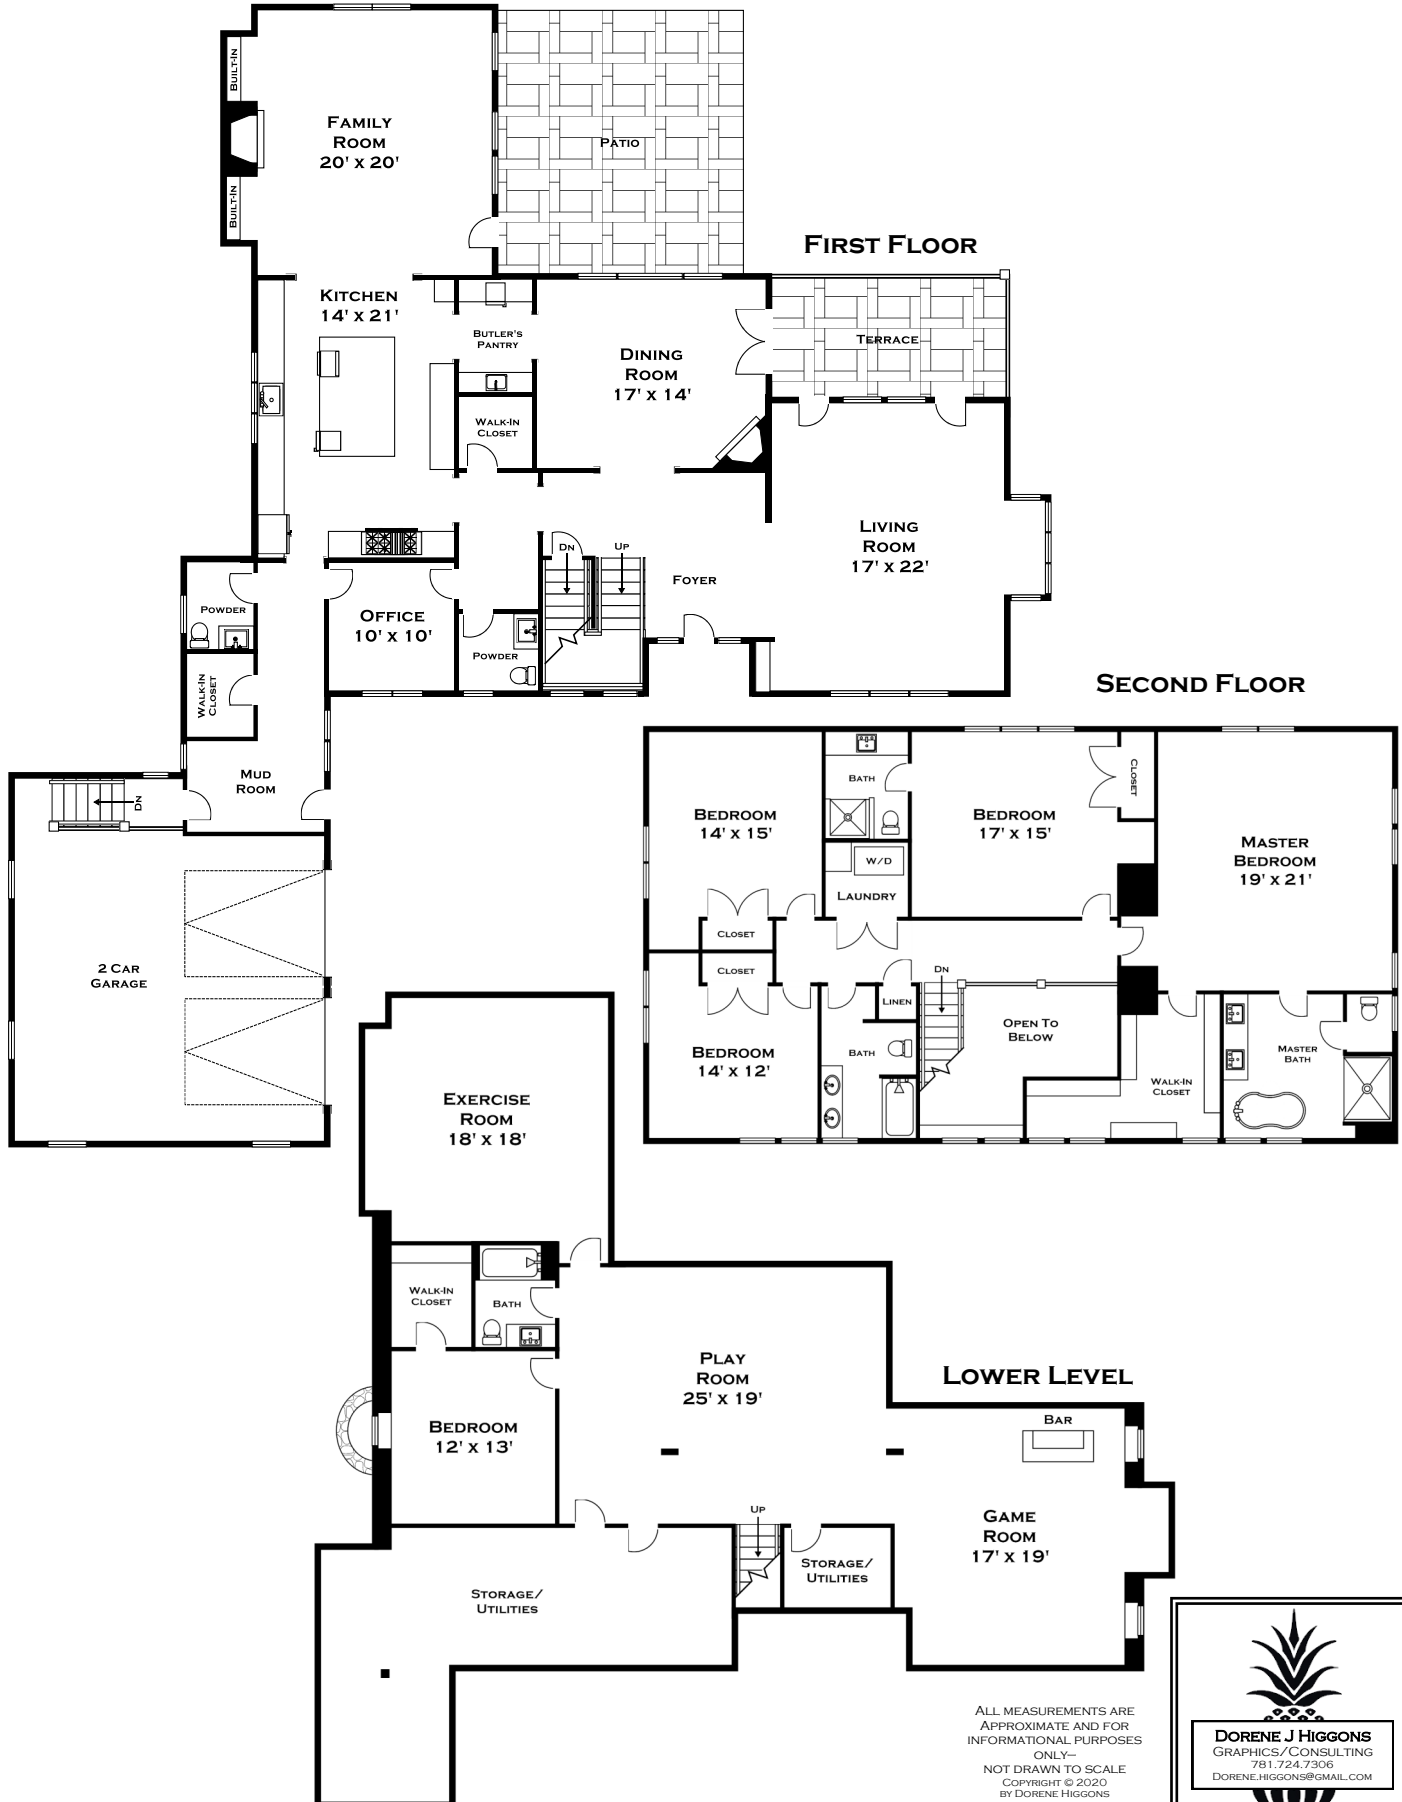 First Floor
Built-In
Family
Room
20' x 20'
Built-In
Patio
Kitchen
14' x 21'
Butler's
Pantry
Dining
Room
17' x 14'
Terrace
Walk-In
Closet
Living
Room
17' x 22'
Dn
Up
Foyer
Powder
Office
10' x 10'
Powder
Walk-In
Closet
Mud
Room
Dn
2 Car
Garage
Second Floor
Bedroom
14' x 15'
Bath
Bedroom
17' x 15'
Closet
Master
Bedroom
19' x 21'
W/D
Laundry
Closet
Closet
Dn
Linen
Open To
Below
Bedroom
14' x 12'
Bath
Walk-In
Closet
Master
Bath
Lower Level
Exercise
Room
18' x 18'
Walk-In
Closet
Bath
Play
Room
25' x 19'
Bar
Bedroom
12' x 13'
Up
Game
Room
17' x 19'
Storage/
Utilities
Storage/
Utilities
All measurements are
Approximate and for
informational purposes
only–
not drawn to scale
Copyright © 2020
by Dorene Higgons
Dorene J Higgons
Graphics/Consulting
781.724.7306
Dorene.higgons@gmail.com